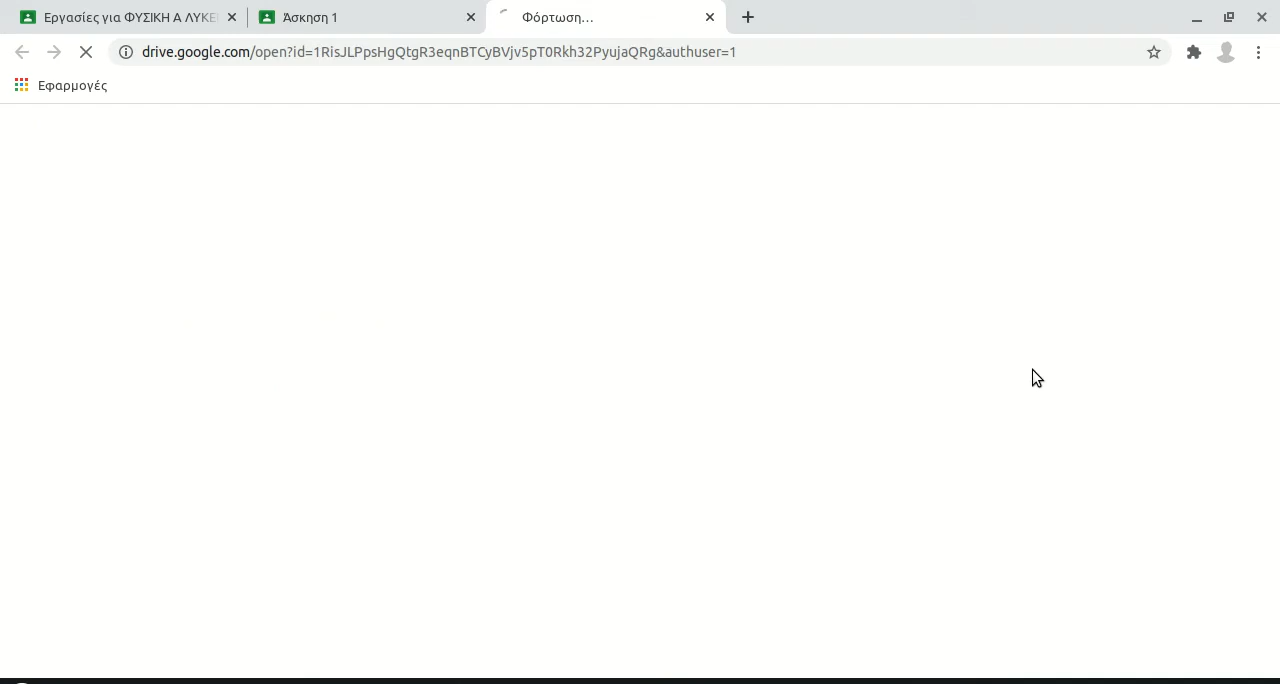 Εργασίες για ΦΥΣΙΚΗ Α ΛΥΚΕ
Άσκηση 1
Φόρτωση…
drive.google.com/open?id=1RisJLPpsHgQtgR3eqnBTCyBVjv5pT0Rkh32PyujaQRg&authuser=1
Εφαρμογές